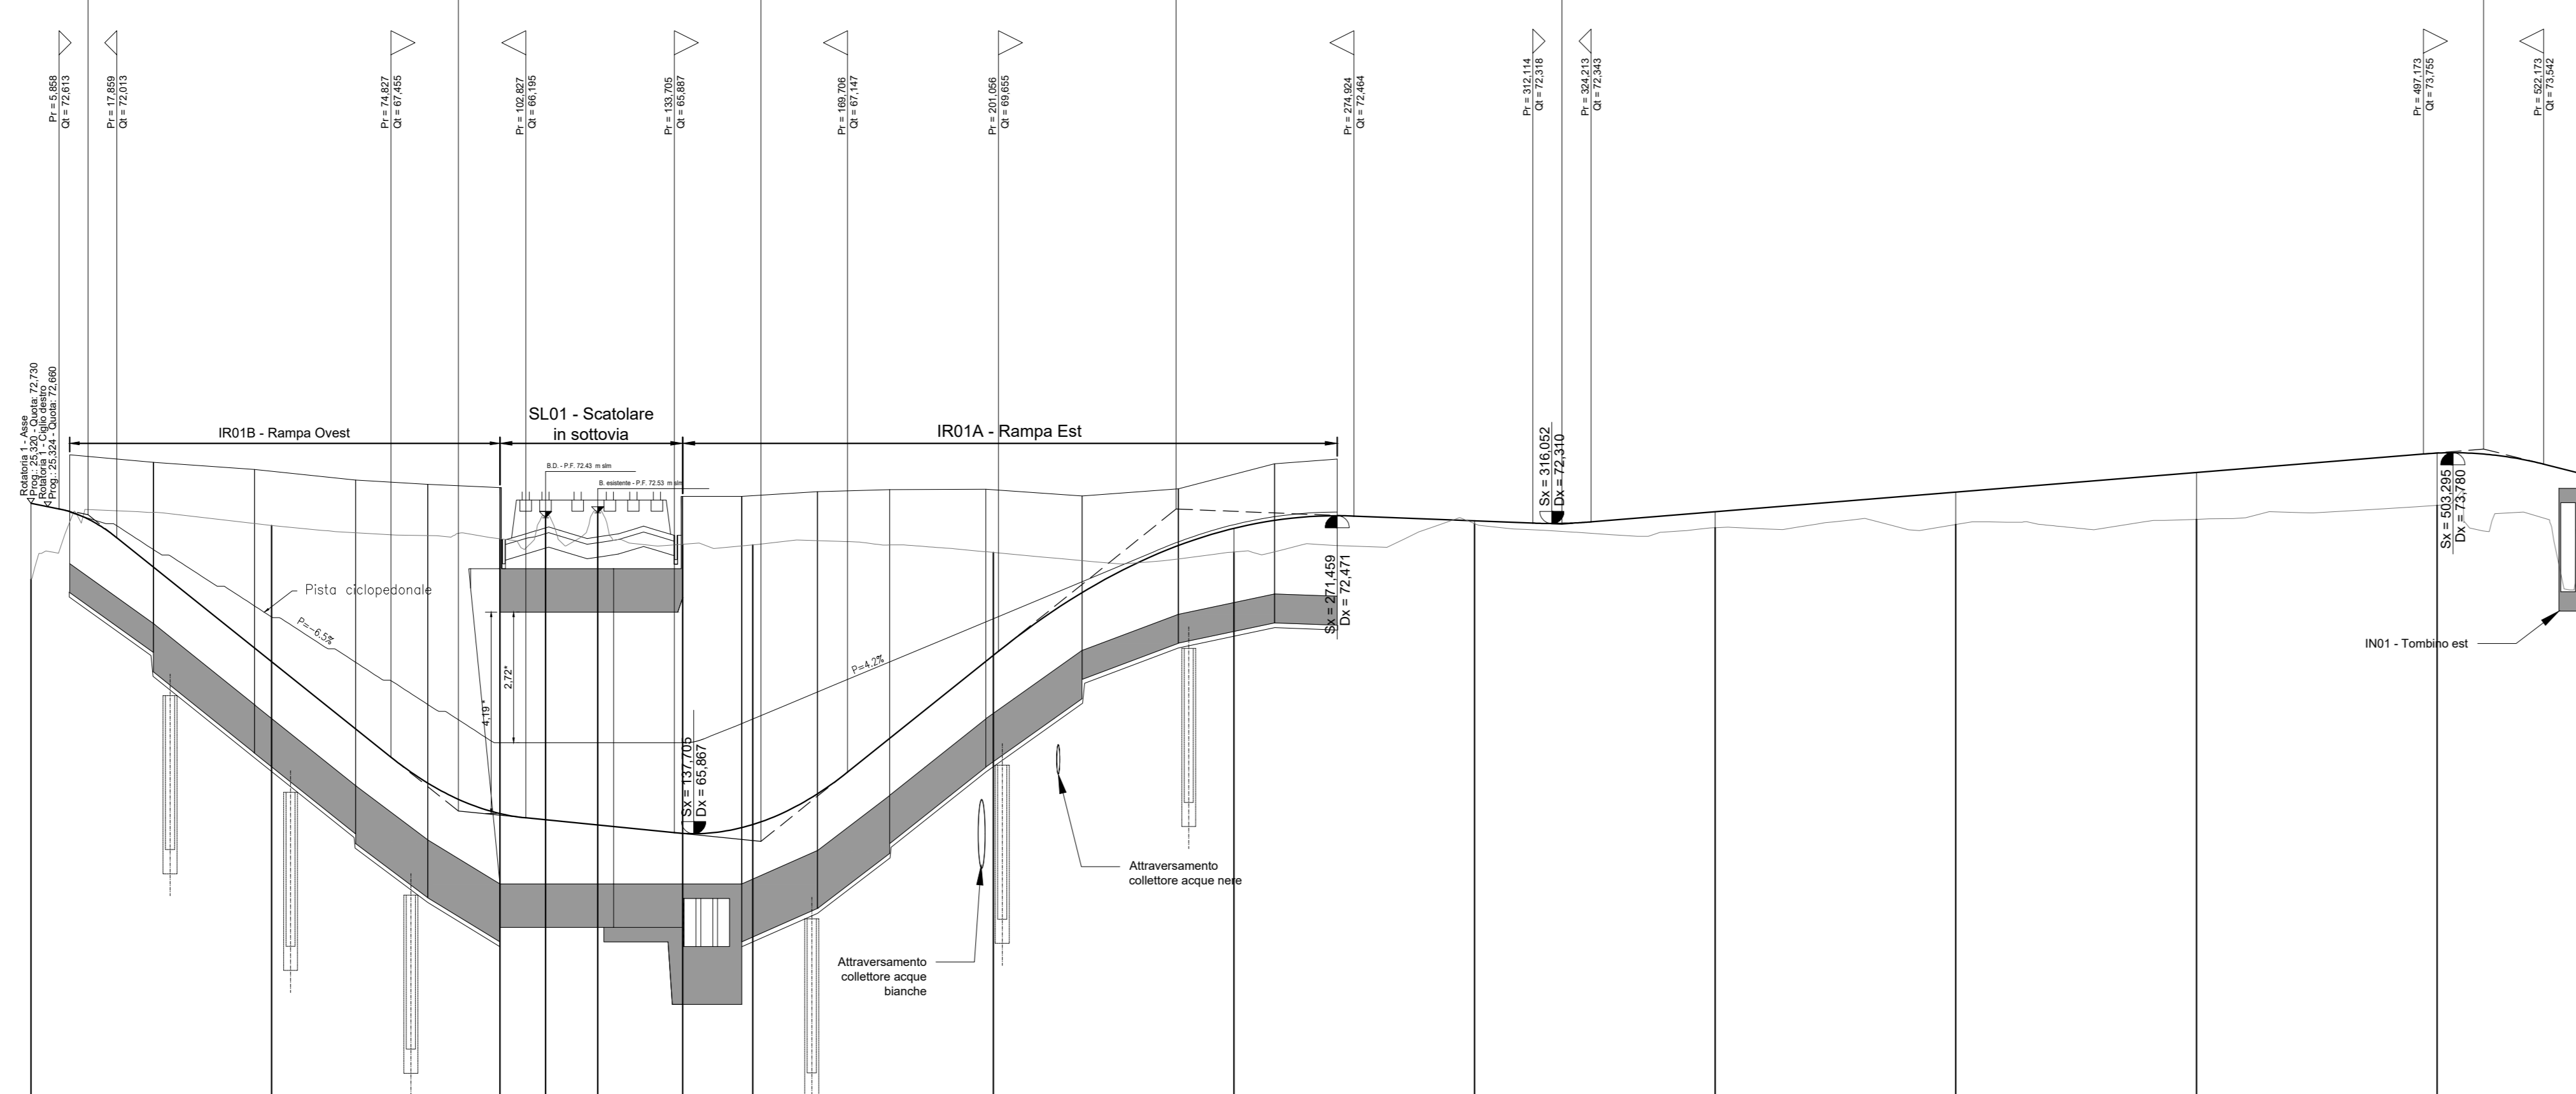 Pr = 5,858
Qt = 72,613
Pr = 17,859
Qt = 72,013
Pr = 74,827
Qt = 67,455
Pr = 102,827
Qt = 66,195
Pr = 133,705
Qt = 65,887
Pr = 169,706
Qt = 67,147
Pr = 201,056
Qt = 69,655
Pr = 274,924
Qt = 72,464
Pr = 312,114
Qt = 72,318
Pr = 324,213
Qt = 72,343
Pr = 497,173
Qt = 73,755
Pr = 522,173
Qt = 73,542
Rotatoria 1 - Asse
Prog.: 25,320 - Quota: 72,730
Rotatoria 1 - Ciglio destro
Prog.: 25,324 - Quota: 72,660
IR01B - Rampa Ovest
SL01 - Scatolare
in sottovia
IR01A - Rampa Est
B.D. - P.F. 72.43 m slm
B. esistente - P.F. 72.53 m slm
Sx = 316,052
Dx = 72,310
Sx = 503,295
Dx = 73,780
Sx = 271,459
Dx = 72,471
Pista ciclopedonale
P=-6.5%
2,72*
4,19*
P=4.2%
Sx = 137,705
Dx = 65,867
IN01 - Tombino est
Attraversamento
collettore acque nere
Attraversamento
collettore acque
bianche